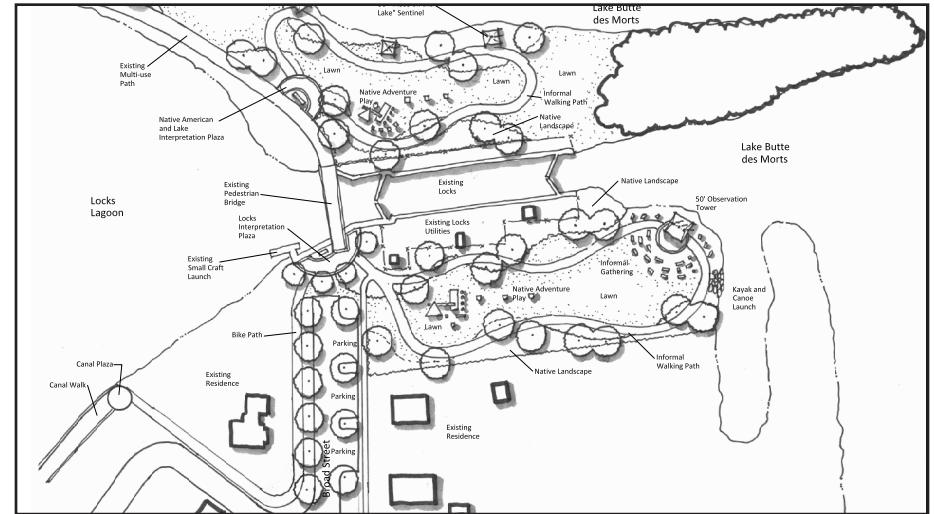 Lake Butte
des Morts
Lake" Sentinel
Existing
Multi-use
Path
Lawn
Lawn
Lawn
Native Adventure
Play
Informal
Walking Path
Native
Landscape
Native American
and Lake
Interpretation Plaza
Lake Butte
des Morts
Existing
Pedestrian
Bridge
Existing
Locks
Native Landscape
Locks
Lagoon
50' Observation
Tower
Locks
Interpretation
Plaza
Existing Locks
Utilities
Existing
Small Craft
Launch
Informal
Gathering
Native Adventure
Play
Lawn
Kayak and
Canoe
Launch
Lawn
Bike Path
Parking
Informal
Walking Path
Native Landscape
Canal Plaza
Canal Walk
Existing
Residence
Parking
Existing
Residence
Parking
Broad Street